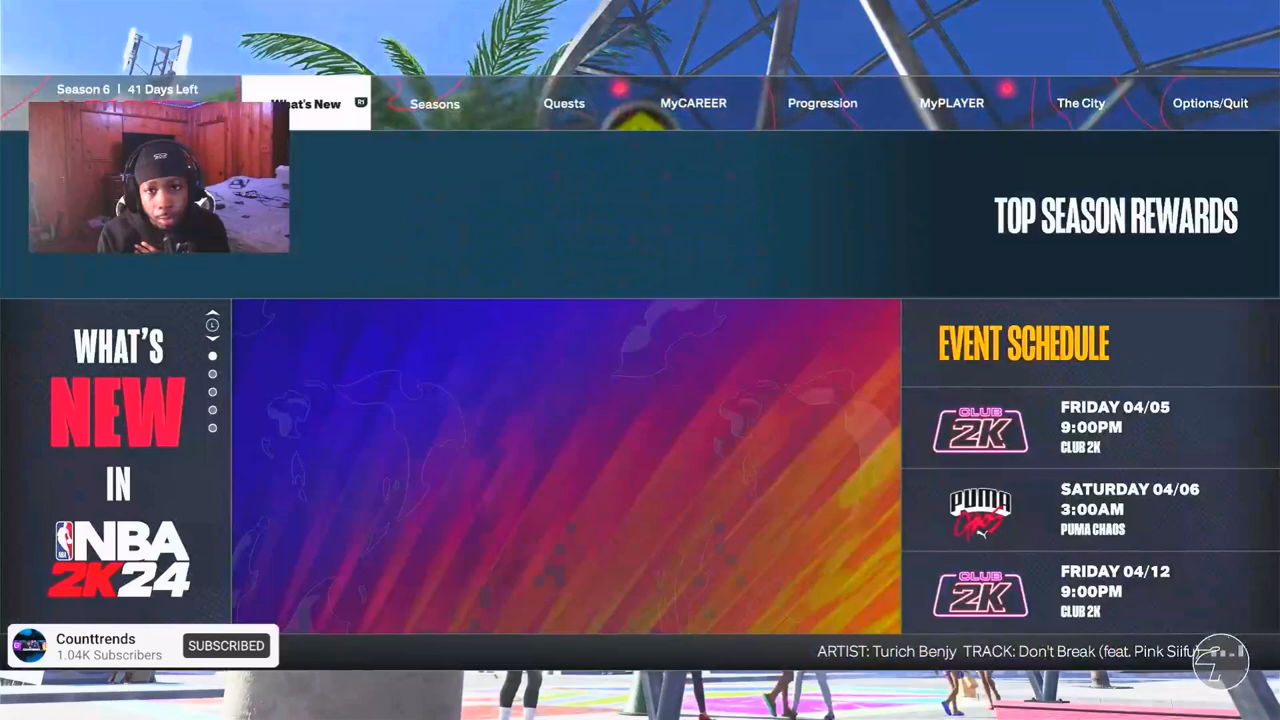 Season 6 | 41 Days Left
What's New
R1
Seasons
Quests
MyCAREER
Progression
MyPLAYER
The City
Options/Quit
TOP SEASON REWARDS
WHAT'S
NEW
IN
NBA
2K24
L
EVENT SCHEDULE
CLUB
2K
FRIDAY 04/05
9:00PM
CLUB 2K
PUMA
Chaos
SATURDAY 04/06
3:00AM
PUMA CHAOS
CLUB
2K
FRIDAY 04/12
9:00PM
CLUB 2K
Counttrends
1.04K Subscribers
SUBSCRIBED
ARTIST: Turich Benjy TRACK: Don't Break (feat. Pink Siifu)